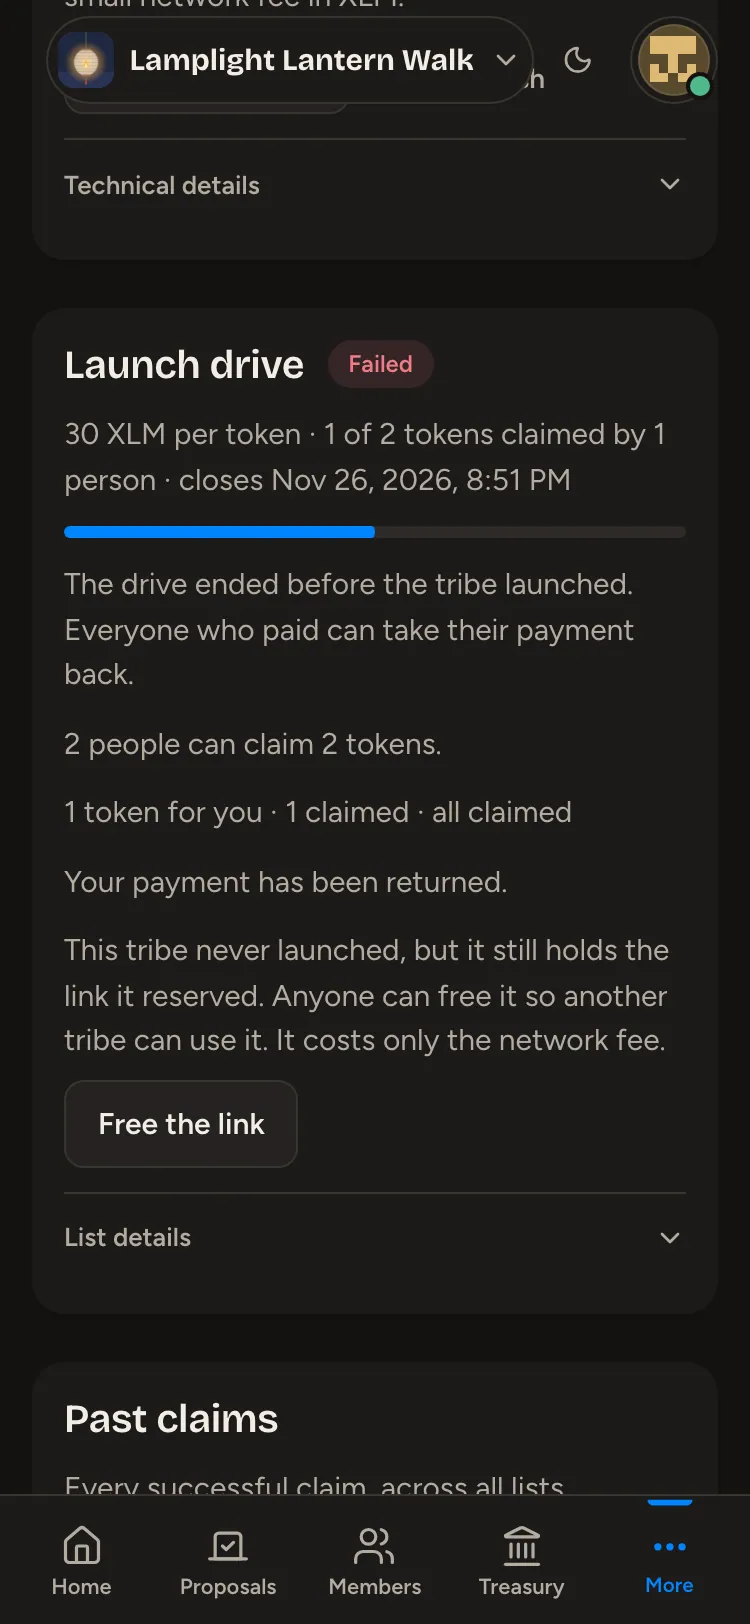 small network fee in XLM.
Lamplight Lantern Walk
Technical details
Launch drive
Failed
30 XLM per token · 1 of 2 tokens claimed by 1
person · closes Nov 26, 2026, 8:51 PM
The drive ended before the tribe launched.
Everyone who paid can take their payment
back.
2 people can claim 2 tokens.
1 token for you · 1 claimed · all claimed
Your payment has been returned.
This tribe never launched, but it still holds the
link it reserved. Anyone can free it so another
tribe can use it. It costs only the network fee.
Free the link
List details
Past claims
Every successful claim, across all lists
Home
Proposals
Members
Treasury
More